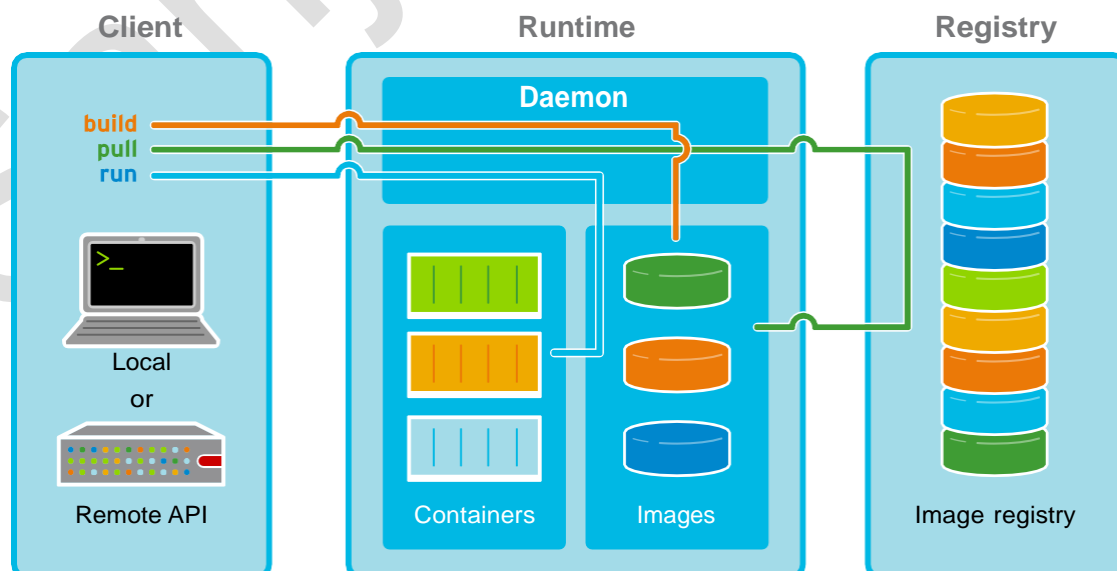 Client
Runtime
Registry
Daemon
build
pull
run
>_
Local
or
Remote API
Containers
Images
Image registry